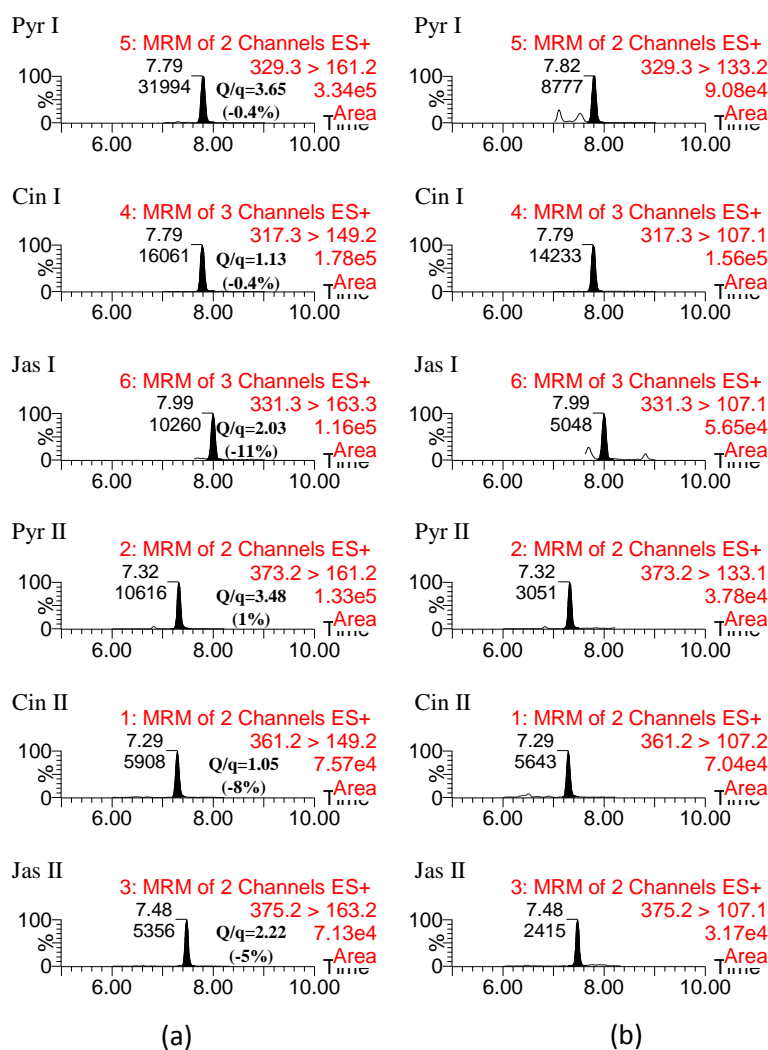 Pyr I
5: MRM of 2 Channels ES+
329.3 > 161.2
3.34e5
Area
7.79
31994
Q/q=3.65
(-0.4%)
%
100
0
6.00 8.00 10.00
Time
Pyr I
5: MRM of 2 Channels ES+
329.3 > 133.2
9.08e4
Area
7.82
8777
%
100
0
6.00 8.00 10.00
Time
Cin I
4: MRM of 3 Channels ES+
317.3 > 149.2
1.78e5
Area
7.79
16061
Q/q=1.13
(-0.4%)
%
100
0
6.00 8.00 10.00
Time
Cin I
4: MRM of 3 Channels ES+
317.3 > 107.1
1.56e5
Area
7.79
14233
%
100
0
6.00 8.00 10.00
Time
Jas I
6: MRM of 3 Channels ES+
331.3 > 163.3
1.16e5
Area
7.99
10260
Q/q=2.03
(-11%)
%
100
0
6.00 8.00 10.00
Time
Jas I
6: MRM of 3 Channels ES+
331.3 > 107.1
5.65e4
Area
7.99
5048
%
100
0
6.00 8.00 10.00
Time
Pyr II
2: MRM of 2 Channels ES+
373.2 > 161.2
1.33e5
Area
7.32
10616
Q/q=3.48
(1%)
%
100
0
6.00 8.00 10.00
Time
Pyr II
2: MRM of 2 Channels ES+
373.2 > 133.1
3.78e4
Area
7.32
3051
%
100
0
6.00 8.00 10.00
Time
Cin II
1: MRM of 2 Channels ES+
361.2 > 149.2
7.57e4
Area
7.29
5908
Q/q=1.05
(-8%)
%
100
0
6.00 8.00 10.00
Time
Cin II
1: MRM of 2 Channels ES+
361.2 > 107.2
7.04e4
Area
7.29
5643
%
100
0
6.00 8.00 10.00
Time
Jas II
3: MRM of 2 Channels ES+
375.2 > 163.2
7.13e4
Area
7.48
5356
Q/q=2.22
(-5%)
%
100
0
6.00 8.00 10.00
Time
Jas II
3: MRM of 2 Channels ES+
375.2 > 107.1
3.17e4
Area
7.48
2415
%
100
0
6.00 8.00 10.00
Time
(a)
(b)